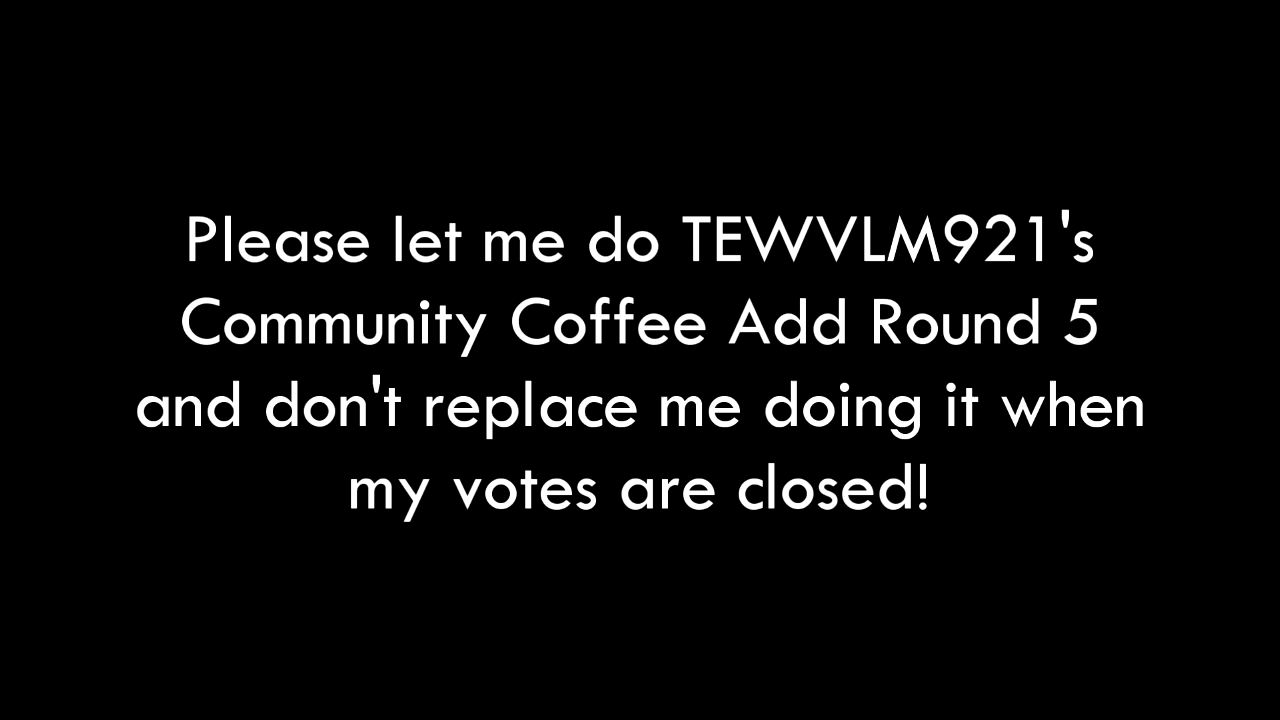 Please let me do TEWVLM921's
Community Coffee Add Round 5
and don't replace me doing it when
my votes are closed!